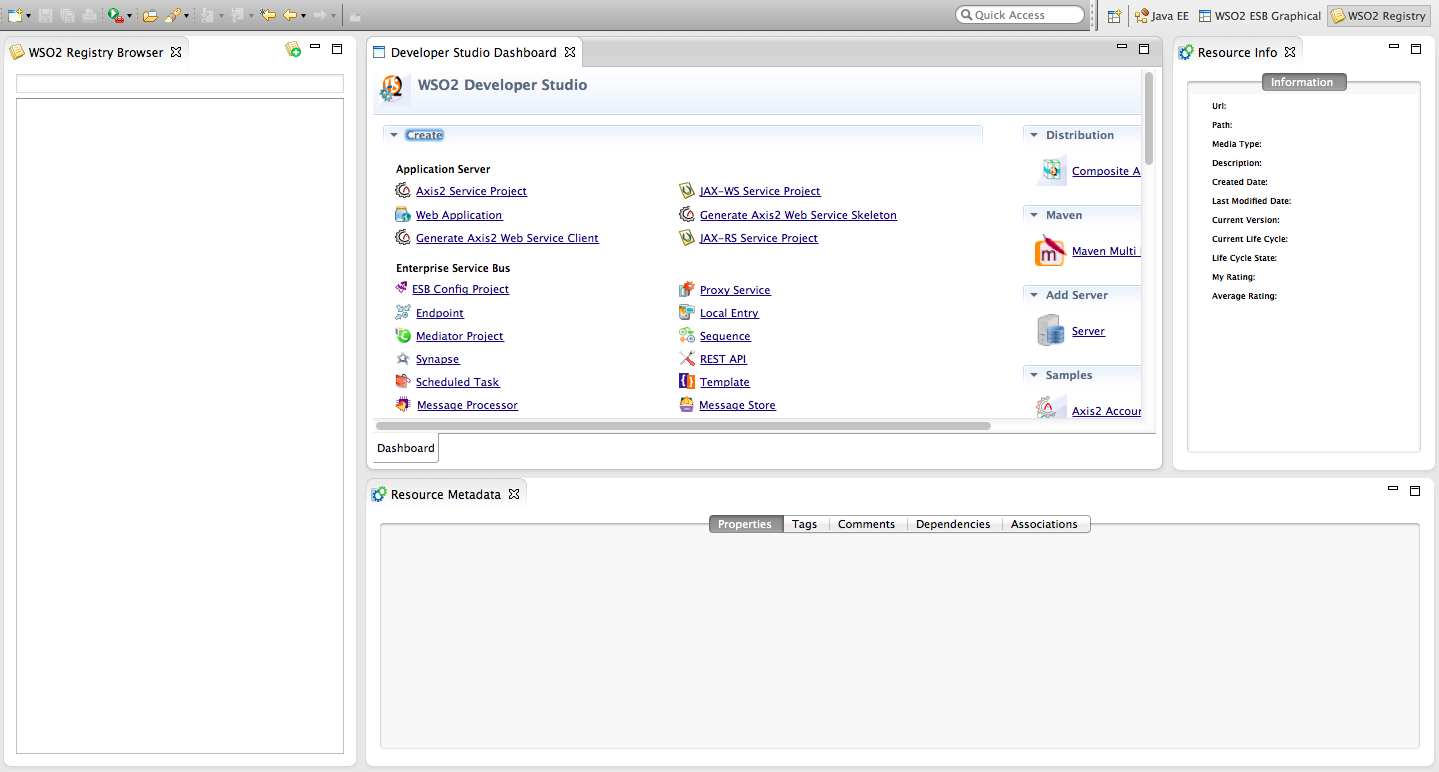 Quick Access
Java EE
WSO2 ESB Graphical
WSO2 Registry
WSO2 Registry Browser
Developer Studio Dashboard
WSO2 Developer Studio
Create
Application Server
Axis2 Service Project
JAX-WS Service Project
Web Application
Generate Axis2 Web Service Skeleton
Generate Axis2 Web Service Client
JAX-RS Service Project
Enterprise Service Bus
ESB Config Project
Proxy Service
Endpoint
Local Entry
Mediator Project
Sequence
Synapse
REST API
Scheduled Task
Template
Message Processor
Message Store
Distribution
Composite A
Maven
Maven Multi
Add Server
Server
Samples
Axis2 Accour
Dashboard
Resource Info
Information
Url:
Path:
Media Type:
Description:
Created Date:
Last Modified Date:
Current Version:
Current Life Cycle:
Life Cycle State:
My Rating:
Average Rating:
Resource Metadata
Properties
Tags
Comments
Dependencies
Associations